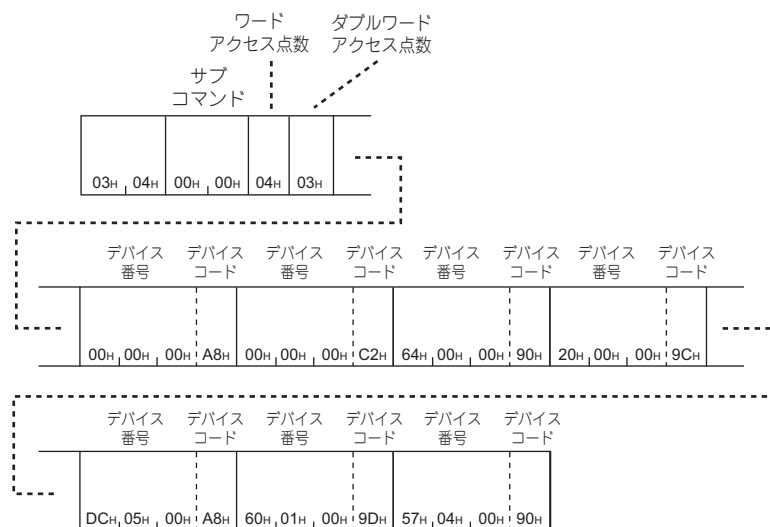 ワード
アクセス点数
ダブルワード
アクセス点数
サブ
コマンド
03H 04H 00H 00H 04H 03H
デバイス
番号
デバイス
コード
デバイス
番号
デバイス
コード
デバイス
番号
デバイス
コード
デバイス
番号
デバイス
コード
00H 00H 00H A8H 00H 00H 00H C2H 64H 00H 00H 90H 20H 00H 00H 9CH
デバイス
番号
デバイス
コード
デバイス
番号
デバイス
コード
デバイス
番号
デバイス
コード
DCH 05H 00H A8H 60H 01H 00H 9DH 57H 04H 00H 90H